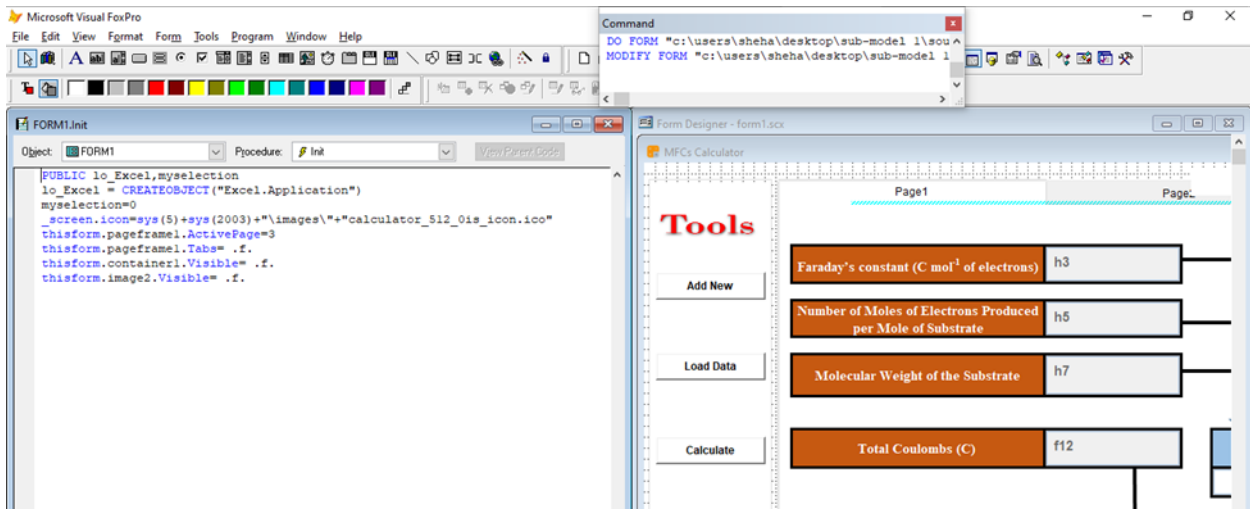 Microsoft Visual FoxPro
File Edit View Format Form Tools Program Window Help
Command
DO FORM "c:\users\sheha\desktop\sub-model 1\sou
MODIFY FORM "c:\users\sheha\desktop\sub-model 1
FORM1.Init
Object: FORM1 Procedure: Init View Parent Code
PUBLIC lo_Excel,myselection
lo_Excel = CREATEOBJECT("Excel.Application")
myselection=0
_screen.icon=sys(5)+sys(2003)+"\images\"+"calculator_512_0is_icon.ico"
thisform.pageframe1.ActivePage=3
thisform.pageframe1.Tabs= .f.
thisform.container1.Visible= .f.
thisform.image2.Visible= .f.
Form Designer - form1.scx
MFCs Calculator
Page1
Tools
Add New
Load Data
Calculate
Faraday's constant (C mol-1 of electrons) h3
Number of Moles of Electrons Produced
per Mole of Substrate
h5
Molecular Weight of the Substrate h7
Total Coulombs (C) f12